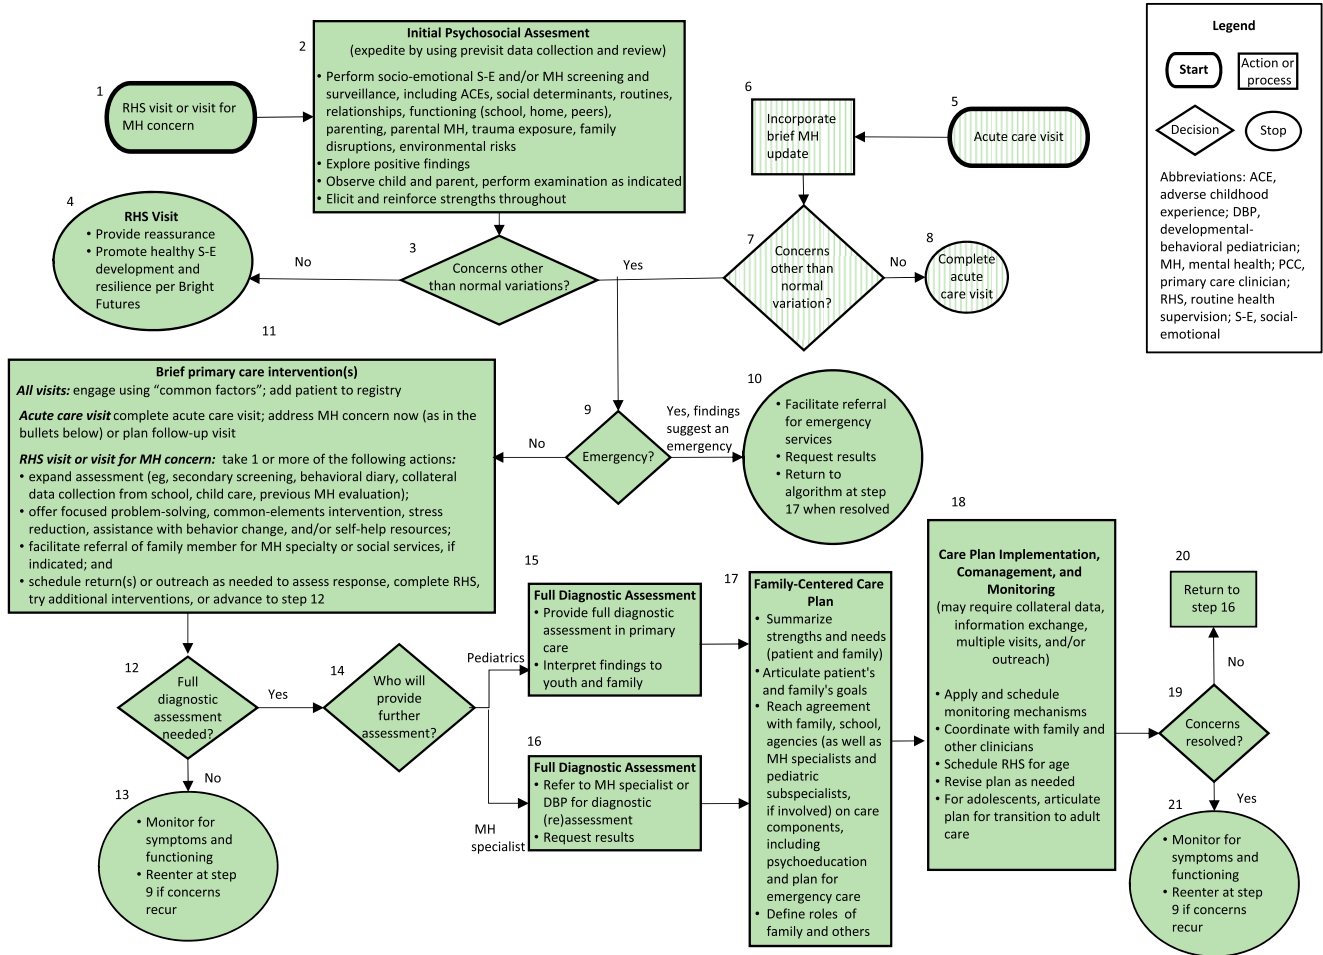 1
RHS visit or visit for
MH concern
2
Initial Psychosocial Assesment
(expedite by using previsit data collection and review)
• Perform socio-emotional S-E and/or MH screening and
surveillance, including ACEs, social determinants, routines,
relationships, functioning (school, home, peers),
parenting, parental MH, trauma exposure, family
disruptions, environmental risks
• Explore positive findings
• Observe child and parent, perform examination as indicated
• Elicit and reinforce strengths throughout
6
Incorporate
brief MH
update
5
Acute care visit
Legend
Start
Action or
process
Decision
Stop
Abbreviations: ACE,
adverse childhood
experience; DBP,
developmental-
behavioral pediatrician;
MH, mental health; PCC,
primary care clinician;
RHS, routine health
supervision; S-E, social-
emotional
4
RHS Visit
• Provide reassurance
• Promote healthy S-E
development and
resilience per Bright
Futures
No
3
Concerns other
than normal variations?
Yes
7
Concerns
other than
normal
variation?
No
8
Complete
acute
care visit
11
Brief primary care intervention(s)
All visits: engage using “common factors”; add patient to registry
Acute care visit complete acute care visit; address MH concern now (as in the
bullets below) or plan follow-up visit
RHS visit or visit for MH concern: take 1 or more of the following actions:
• expand assessment (eg, secondary screening, behavioral diary, collateral
data collection from school, child care, previous MH evaluation);
• offer focused problem-solving, common-elements intervention, stress
reduction, assistance with behavior change, and/or self-help resources;
• facilitate referral of family member for MH specialty or social services, if
indicated; and
• schedule return(s) or outreach as needed to assess response, complete RHS,
try additional interventions, or advance to step 12
No
9
Emergency?
Yes, findings
suggest an
emergency
10
• Facilitate referral
for emergency
services
• Request results
• Return to
algorithm at step
17 when resolved
12
Full
diagnostic
assessment
needed?
Yes
No
13
• Monitor for
symptoms and
functioning
• Reenter at step
9 if concerns
recur
14
Who will
provide
further
assessment?
Pediatrics
MH
specialist
15
Full Diagnostic Assessment
• Provide full diagnostic
assessment in primary
care
• Interpret findings to
youth and family
16
Full Diagnostic Assessment
• Refer to MH specialist or
DBP for diagnostic
(re)assessment
• Request results
17
Family-Centered Care
Plan
• Summarize
strengths and needs
(patient and family)
• Articulate patient's
and family's goals
• Reach agreement
with family, school,
agencies (as well as
MH specialists and
pediatric
subspecialists,
if involved) on care
components,
including
psychoeducation
and plan for
emergency care
• Define roles of
family and others
18
Care Plan Implementation,
Comanagement, and
Monitoring
(may require collateral data,
information exchange,
multiple visits, and/or
outreach)
• Apply and schedule
monitoring mechanisms
• Coordinate with family and
other clinicians
• Schedule RHS for age
• Revise plan as needed
• For adolescents, articulate
plan for transition to adult
care
20
Return to
step 16
No
19
Concerns
resolved?
Yes
21
• Monitor for
symptoms and
functioning
• Reenter at step
9 if concerns
recur